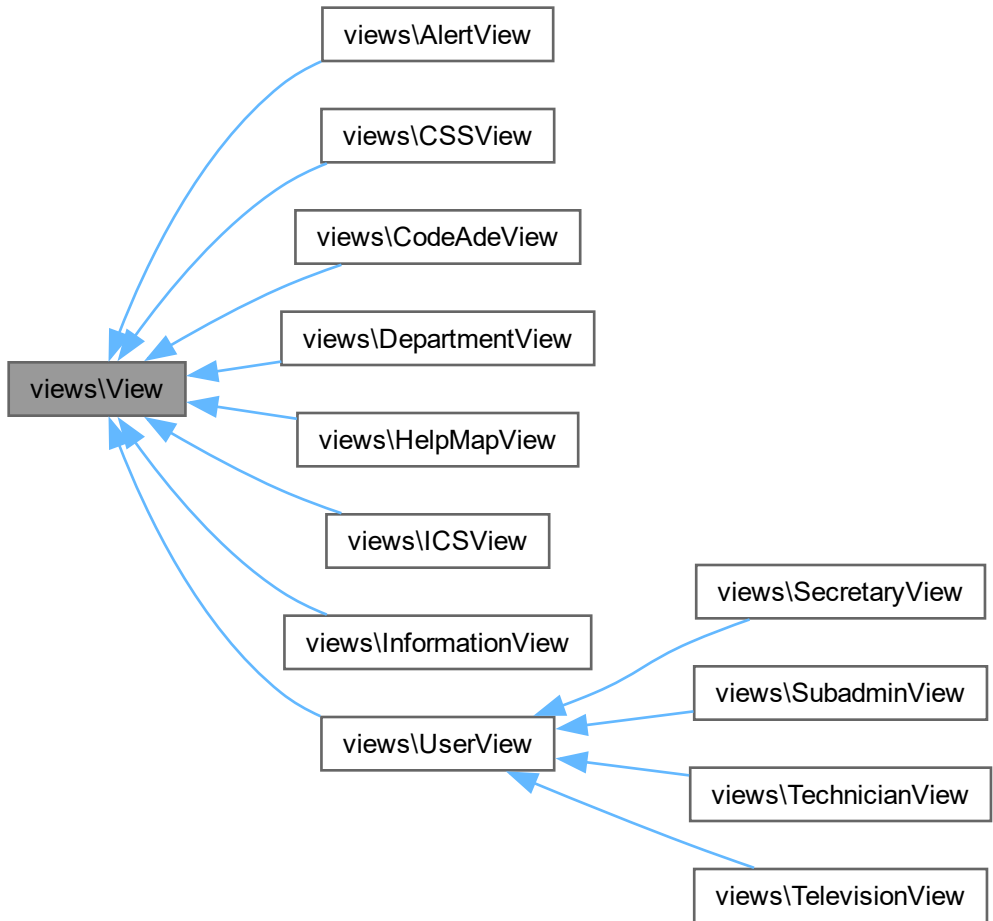 views\AlertView
views\CSSView
views\CodeAdeView
views\DepartmentView
views\View
views\HelpMapView
views\ICSView
views\InformationView
views\UserView
views\SecretaryView
views\SubadminView
views\TechnicianView
views\TelevisionView